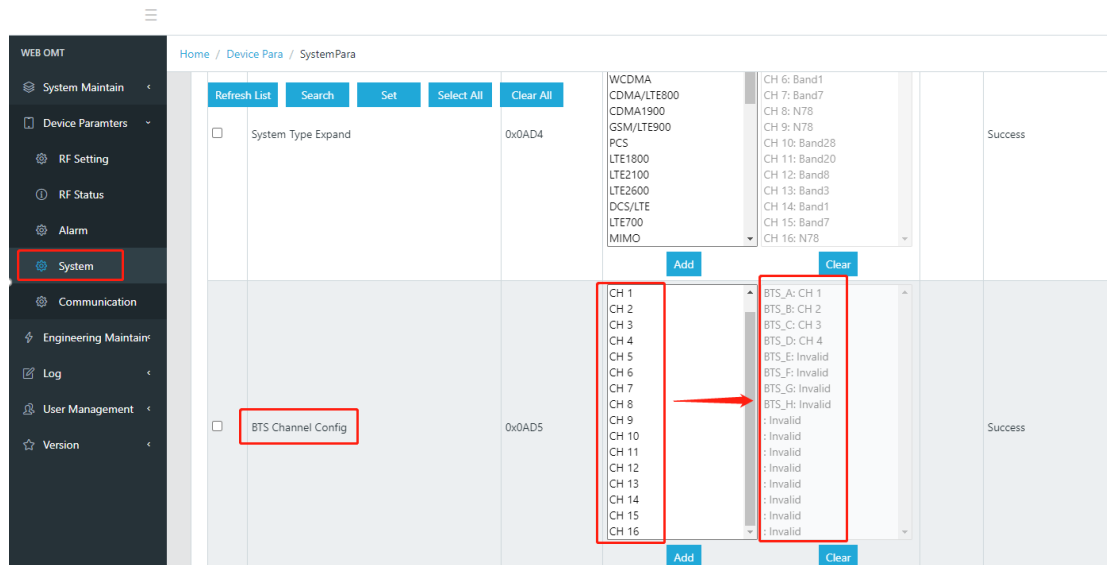 WEB OMT
System Maintain
Device Paramters
RF Setting
RF Status
Alarm
System
Communication
Engineering Maintain
Log
User Management
Version
Home / Device Para / SystemPara
Refresh List
Search
Set
Select All
Clear All
System Type Expand
0x0AD4
WCDMA
CDMA/LTE800
CDMA1900
GSM/LTE900
PCS
LTE1800
LTE2100
LTE2600
DCS/LTE
LTE700
MIMO
CH 6: Band1
CH 7: Band7
CH 8: N78
CH 9: N78
CH 10: Band28
CH 11: Band20
CH 12: Band8
CH 13: Band3
CH 14: Band1
CH 15: Band7
CH 16: N78
Success
Add
Clear
BTS Channel Config
0x0AD5
CH 1
CH 2
CH 3
CH 4
CH 5
CH 6
CH 7
CH 8
CH 9
CH 10
CH 11
CH 12
CH 13
CH 14
CH 15
CH 16
BTS_A: CH 1
BTS_B: CH 2
BTS_C: CH 3
BTS_D: CH 4
BTS_E: Invalid
BTS_F: Invalid
BTS_G: Invalid
BTS_H: Invalid
: Invalid
: Invalid
: Invalid
: Invalid
: Invalid
: Invalid
: Invalid
: Invalid
Success
Add
Clear